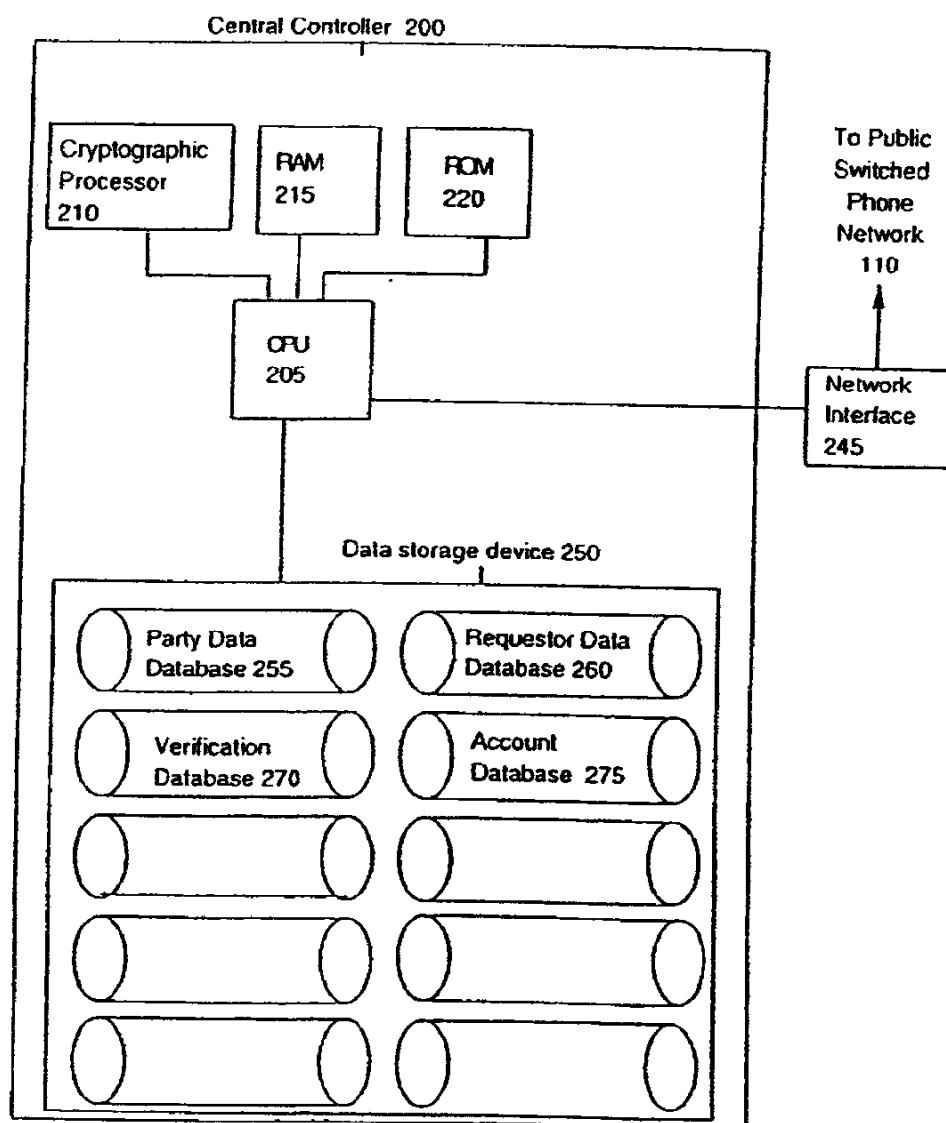 Central Controller 200
Cryptographic
Processor
210
RAM
215
ROM
220
To Public
Switched
Phone
Network
110
CPU
205
Network
Interface
245
Data storage device 250
Party Data
Database 255
Requestor Data
Database 260
Verification
Database 270
Account
Database 275